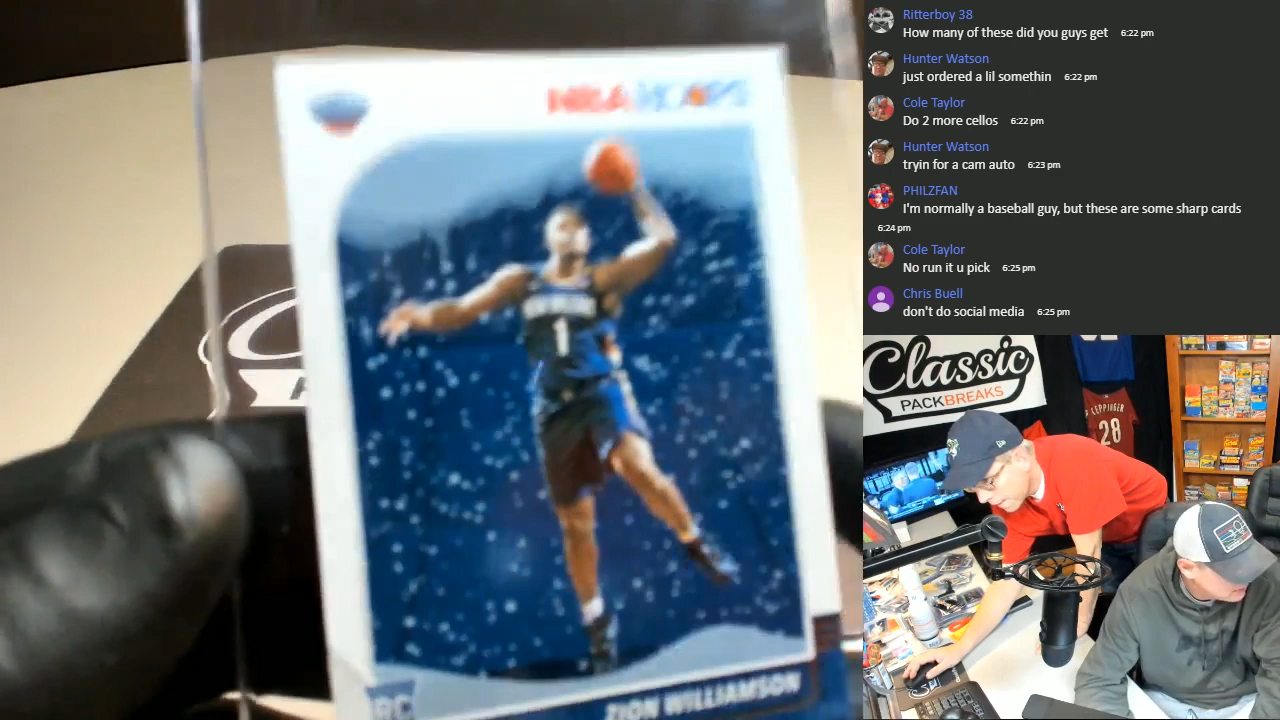 NBA HOOPS
1
RC
ZION WILLIAMSON
Ritterboy 38
How many of these did you guys get 6:22 pm
Hunter Watson
just ordered a lil somethin 6:22 pm
Cole Taylor
Do 2 more cellos 6:22 pm
Hunter Watson
tryin for a cam auto 6:23 pm
PHILZFAN
I'm normally a baseball guy, but these are some sharp cards
6:24 pm
Cole Taylor
No run it u pick 6:25 pm
Chris Buell
don't do social media 6:25 pm
Classic
PACKBREAKS
LEPPINGER
28